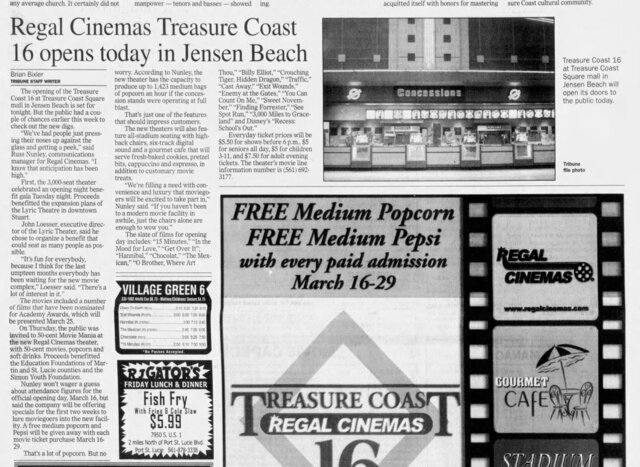 any average church. It certainly did not
manpower — tenors and basses — showed
ing.
acquitted itself with honors for mastering
sure Coast cultural community.
Regal Cinemas Treasure Coast
16 opens today in Jensen Beach
Brian Bixler
TRIBUNE STAFF WRITER
The opening of the Treasure
Coast 16 at Treasure Coast
Square mall in
Jensen Beach is set for
tonight. But the public had a
couple of chances earlier this week to
check out the new digs.
"We've had people just pressing
their noses up against the
glass and getting a peek," said
Russ Nunley, communications
manager for Regal Cinemas. "I
know that anticipation has been
high."
First, the 3,000-seat theater
celebrated an opening night benefit
gala Tuesday night. Proceeds
benefitted the expansion plans of
the Lyric Theatre in downtown
Stuart.
John Loesser, executive director
of the Lyric Theatre, said he
chose to organize a benefit that
could seat as many people as possible.
"It's fun for everybody,
because I think for the last
umpteen months everybody has
been waiting for the new movie
complex," Loesser said. "There's a
lot of interest in it."
The movies included a number
of films that have been nominated
for Academy Awards, which will
be presented March 25.
On Thursday, the public was
invited to 50-cent Movie Mania at
the new Regal Cinemas theater,
with 50-cent movies, popcorn and
soft drinks. Proceeds benefitted
the Education Foundations of Martin
and St. Lucie counties and the
Simon Youth Foundation.
Nunley won't wager a guess
about attendance figures for the
official opening day, March 16, but
said the company will be offering
specials for the first two weeks to
lure moviegoers into the new facility.
A free medium popcorn and
Pepsi will be given away with each
movie ticket purchase March 16-
29.
That's a lot of popcorn. But no
worry. According to Nunley, the
new theater has the capacity to
produce up to 1,423 medium bags
of popcorn an hour if the concession
stands were operating at full
blast.
That's just one of the features
that should impress customers.
The new theaters will also feature
all-stadium seating with high-
back chairs, six-track digital
sound and a gourmet cafe that will
serve fresh-baked cookies, pretzel
bits, cappuccino and espresso, in
addition to customary movie
treats.
"We're filling a need with convenience
and luxury that moviegoers
will be excited to take part in,"
Nunley said. "If you haven't been
to a modern movie facility in
awhile, just the chairs alone are
enough to wow you."
The slate of films for opening
day includes: "15 Minutes," "In the
Mood for Love," "Get Over It",
"Hannibal," "Chocolat," "The Mexican,"
"O Brother, Where Art
Thou," "Billy Elliot," "Crouching
Tiger, Hidden Dragon," "Traffic,"
"Cast Away," "Exit Wounds,"
"Enemy at the Gates," "You Can
Count On Me," "Sweet November,"
"Finding Forrester," "See
Spot Run," "3,000 Miles to Graceland"
and Disney's "Recess
School's Out."
Everyday ticket prices will be
$5.50 for shows before 6 p.m., $5
for seniors all day, $5 for children
3-11, and $7.50 for adult evening
tickets. The theater's movie line
information number is (561) 692-
3177.
Concessions
Treasure Coast 16
at Treasure Coast
Square mall in
Jensen Beach will
open its doors to
the public today.
Tribune
file photo
VILLAGE GREEN 6
*No Passes Accepted.
RIGATOR'S
FRIDAY LUNCH & DINNER
Fish Fry
With Fries & Cole Slaw
$5.99
7950 S. U.S. 1
2 miles North of Port St. Lucie Blvd.
Port St. Lucie 561-878-3338
FREE Medium Popcorn
FREE Medium Pepsi
with every paid admission
March 16-29
TREASURE COAST
REGAL CINEMAS
16
REGAL
CINEMAS
www.regalcinemas.com
GOURMET
CAFE
STADIUM